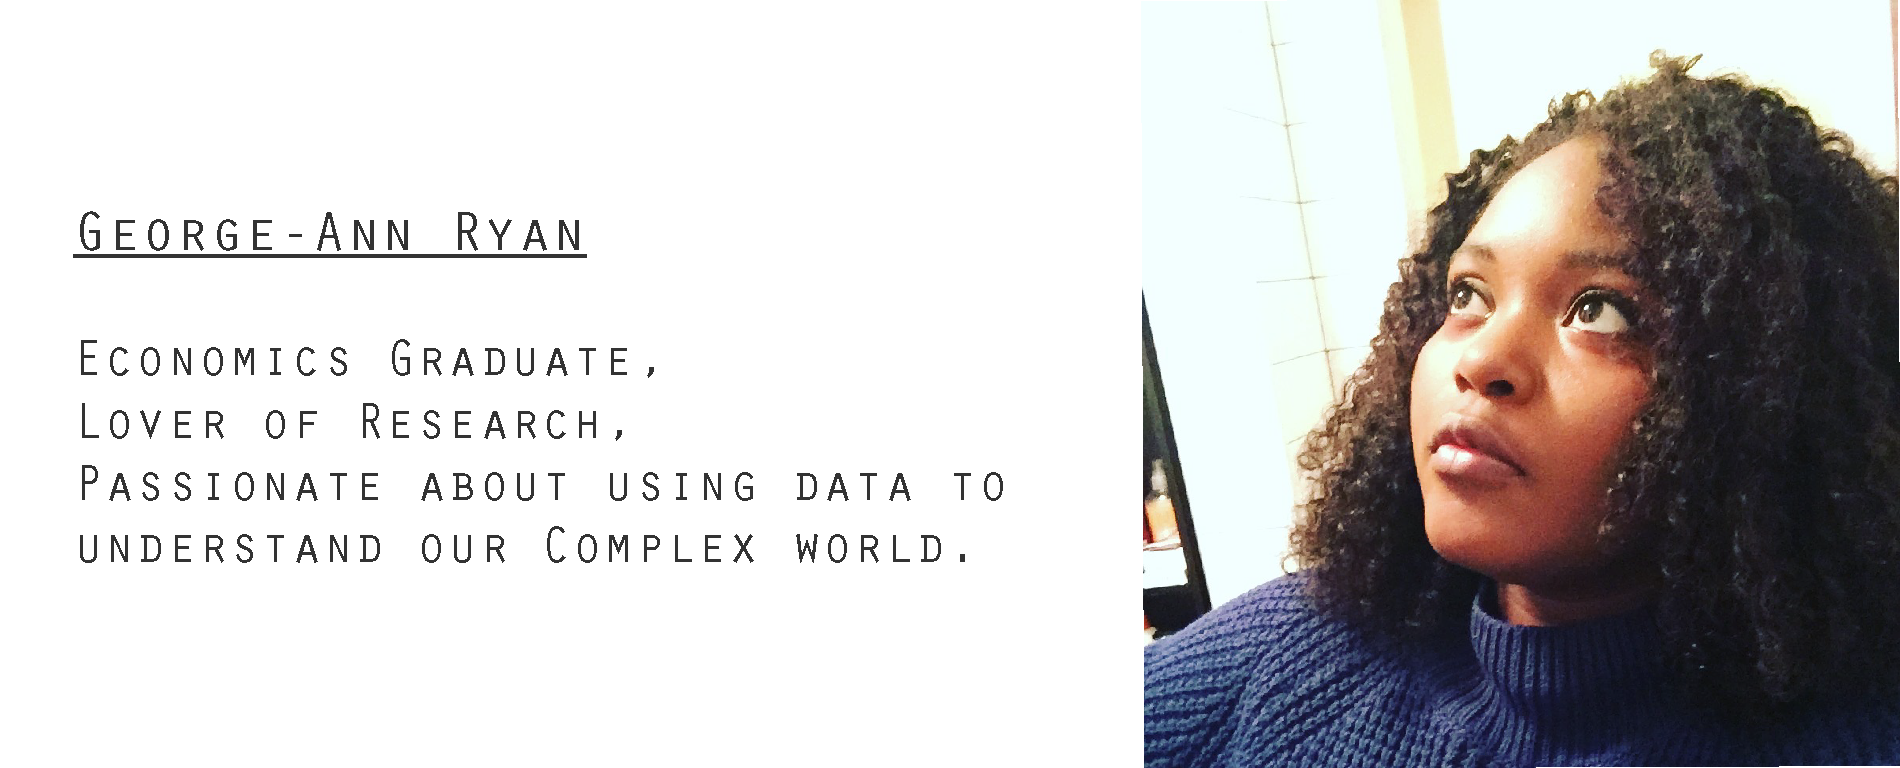 George-Ann Ryan
Economics Graduate,
Lover of Research,
Passionate about using data to
understand our Complex world.